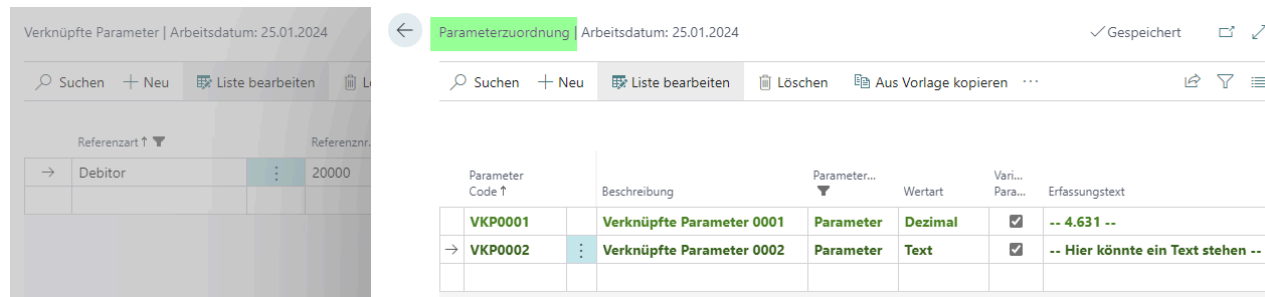 Verknüpfte Parameter | Arbeitsdatum: 25.01.2024
Suchen + Neu Liste bearbeiten
Referenzart ↑ Referenznr.
→ Debitor 20000
Parameterzuordnung | Arbeitsdatum: 25.01.2024 ✓ Gespeichert
Suchen + Neu Liste bearbeiten Löschen Aus Vorlage kopieren ...
Parameter Code ↑ Beschreibung Parameter... Wertart Vari... Para... Erfassungstext
VKP0001 Verknüpfte Parameter 0001 Parameter Dezimal -- 4.631 --
→ VKP0002 Verknüpfte Parameter 0002 Parameter Text -- Hier könnte ein Text stehen --